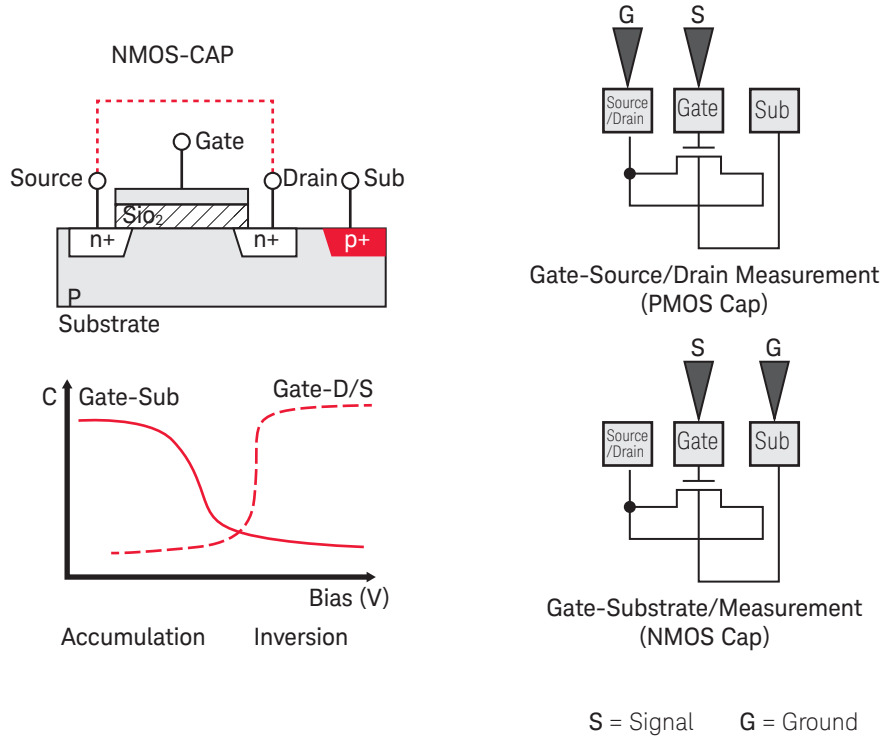 NMOS-CAP
Gate
Source
Drain
Sub
Sio₂
n+
n+
p+
P
Substrate
C
Gate-Sub
Gate-D/S
Bias (V)
Accumulation
Inversion
G
S
Source
/Drain
Gate
Sub
Gate-Source/Drain Measurement
(PMOS Cap)
S
G
Source
/Drain
Gate
Sub
Gate-Substrate/Measurement
(NMOS Cap)
S = Signal
G = Ground